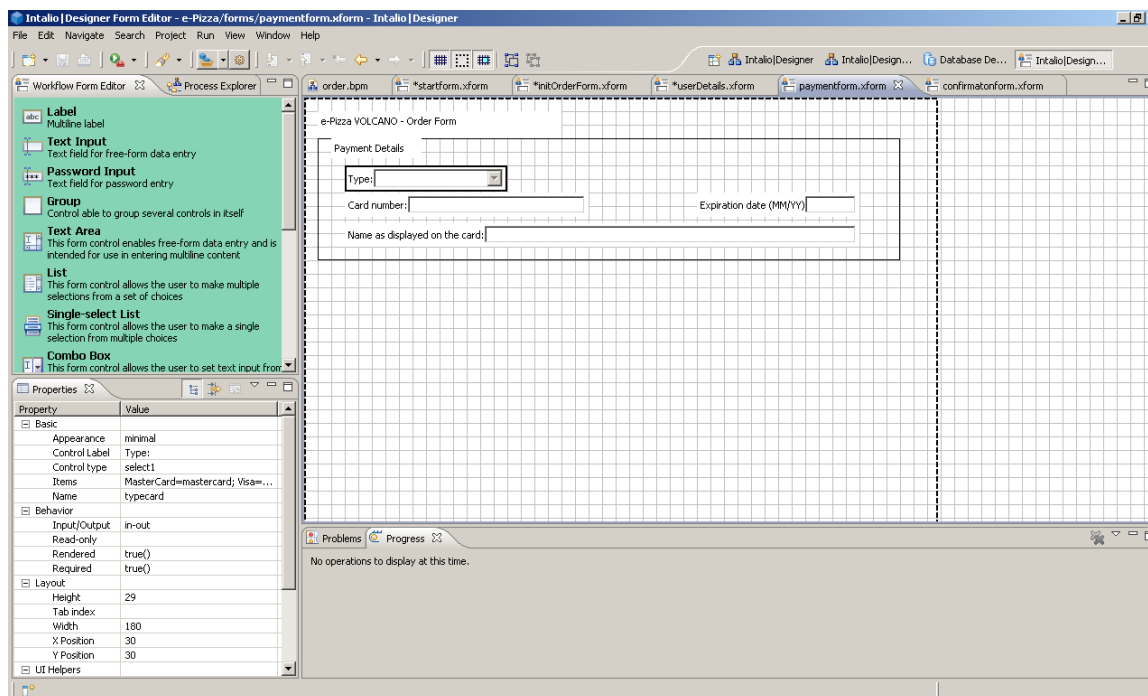 Intalio|Designer Form Editor - e-Pizza/forms/paymentform.xform - Intalio|Designer
File Edit Navigate Search Project Run View Window Help
Intalio|Designer Intalio|Design... Database De... Intalio|Design...
Workflow Form Editor Process Explorer
order.bpm *startform.xform *initOrderForm.xform *userDetails.xform paymentform.xform confirmatonform.xform
abc Label
Multiline label
Text Input
Text field for free-form data entry
Password Input
Text field for password entry
Group
Control able to group several controls in itself
Text Area
This form control enables free-form data entry and is
intended for use in entering multiline content
List
This form control allows the user to make multiple
selections from a set of choices
Single-select List
This form control allows the user to make a single
selection from multiple choices
Combo Box
This form control allows the user to set text input from
e-Pizza VOLCANO - Order Form
Payment Details
Type:
Card number: Expiration date (MM/YY)
Name as displayed on the card:
Properties
Property Value
Basic
Appearance minimal
Control Label Type:
Control type select1
Items MasterCard=mastercard; Visa=...
Name typecard
Behavior
Input/Output in-out
Read-only
Rendered true()
Required true()
Layout
Height 29
Tab index
Width 180
X Position 30
Y Position 30
UI Helpers
Problems Progress
No operations to display at this time.